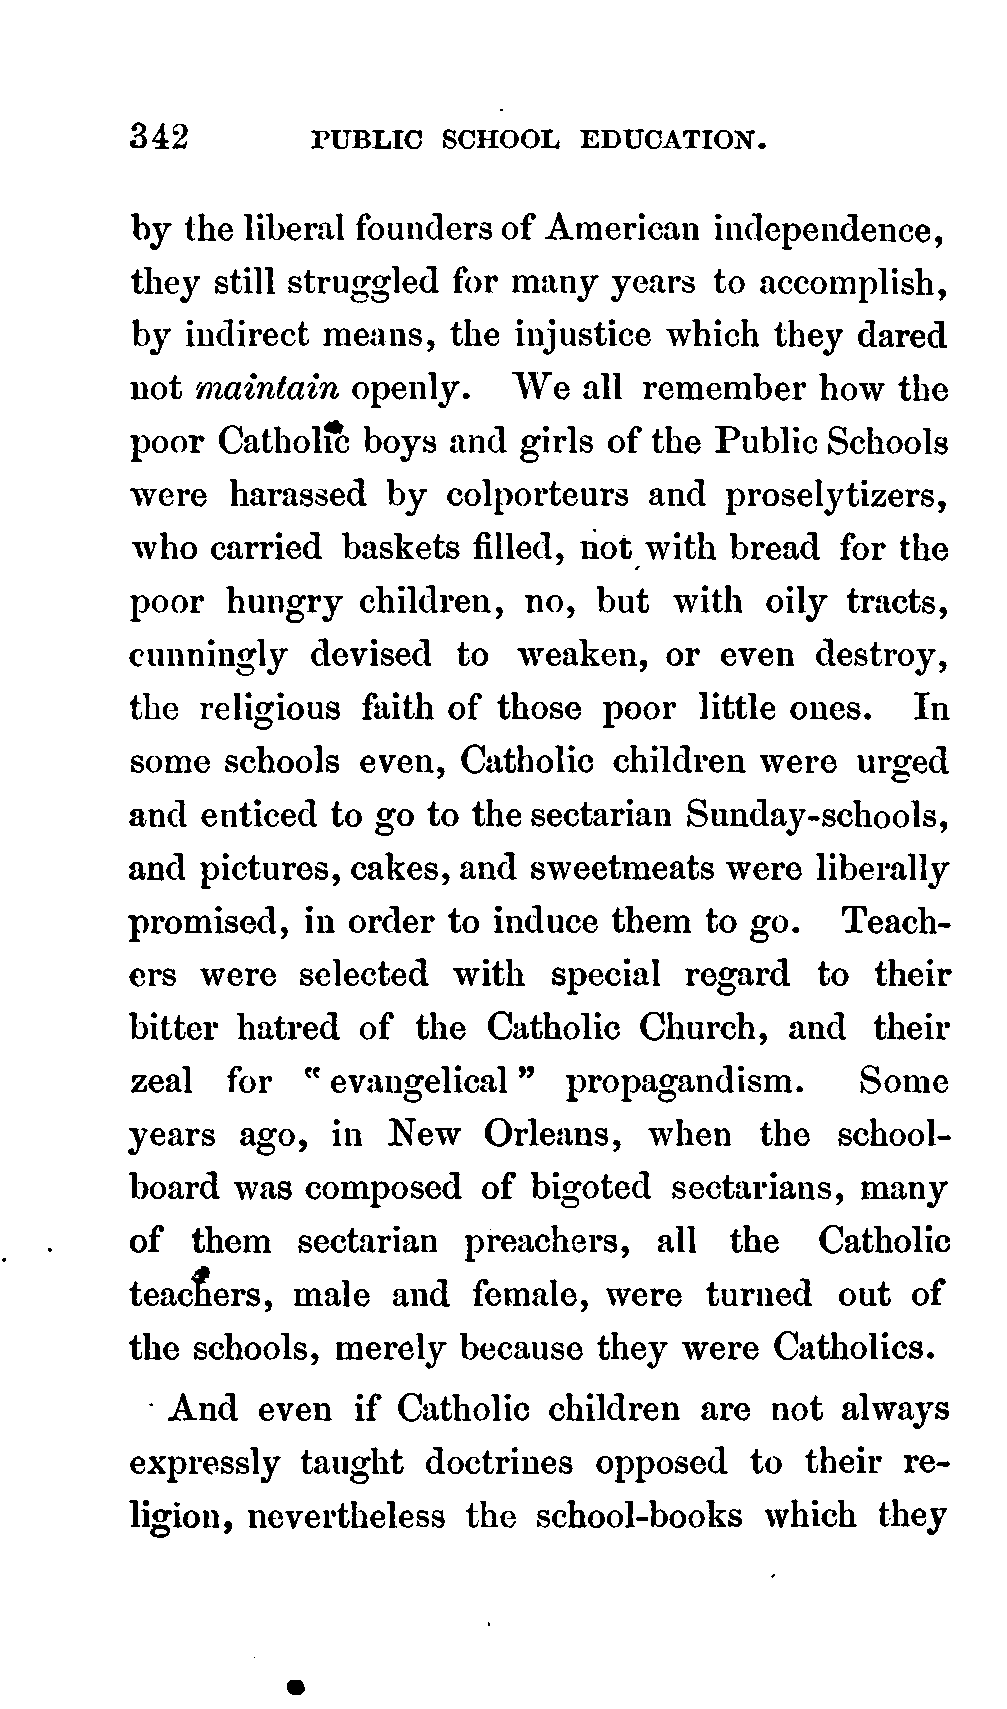 342 PUBLIC SCHOOL EDUCATION.
by the liberal founders of American independence,
they still struggled for many years to accomplish,
by indirect means, the injustice which they dared
not maintain openly. We all remember how the
poor Catholic boys and girls of the Public Schools
were harassed by colporteurs and proselytizers,
who carried baskets filled, not with bread for the
poor hungry children, no, but with oily tracts,
cunningly devised to weaken, or even destroy,
the religious faith of those poor little ones. In
some schools even, Catholic children were urged
and enticed to go to the sectarian Sunday-schools,
and pictures, cakes, and sweetmeats were liberally
promised, in order to induce them to go. Teach-
ers were selected with special regard to their
bitter hatred of the Catholic Church, and their
zeal for "evangelical" propagandism. Some
years ago, in New Orleans, when the school-
board was composed of bigoted sectarians, many
of them sectarian preachers, all the Catholic
teachers, male and female, were turned out of
the schools, merely because they were Catholics.
And even if Catholic children are not always
expressly taught doctrines opposed to their re-
ligion, nevertheless the school-books which they